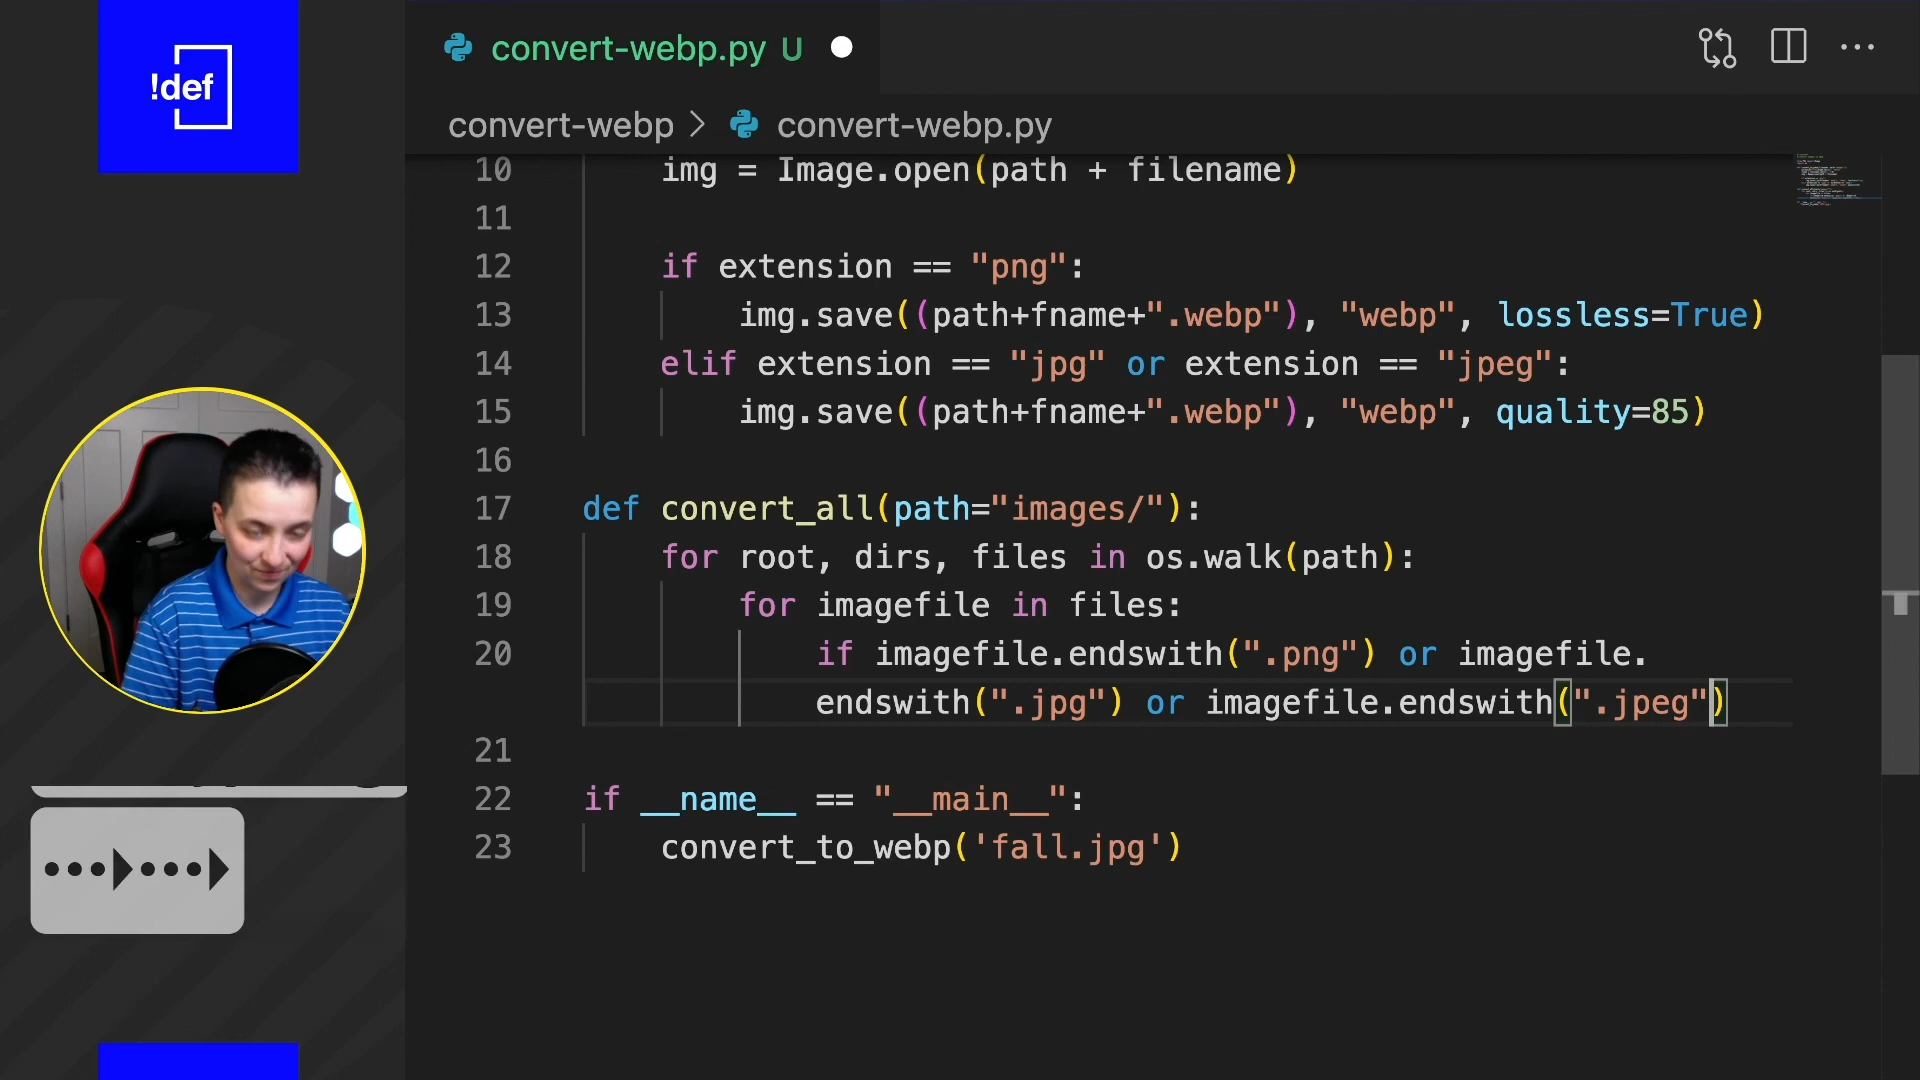 !def
convert-webp.py U
convert-webp > convert-webp.py
10 img = Image.open(path + filename)
11
12 if extension == "png":
13 img.save((path+fname+".webp"), "webp", lossless=True)
14 elif extension == "jpg" or extension == "jpeg":
15 img.save((path+fname+".webp"), "webp", quality=85)
16
17 def convert_all(path="images/"):
18 for root, dirs, files in os.walk(path):
19 for imagefile in files:
20 if imagefile.endswith(".png") or imagefile.
endswith(".jpg") or imagefile.endswith(".jpeg")
21
22 if __name__ == "__main__":
23 convert_to_webp('fall.jpg')